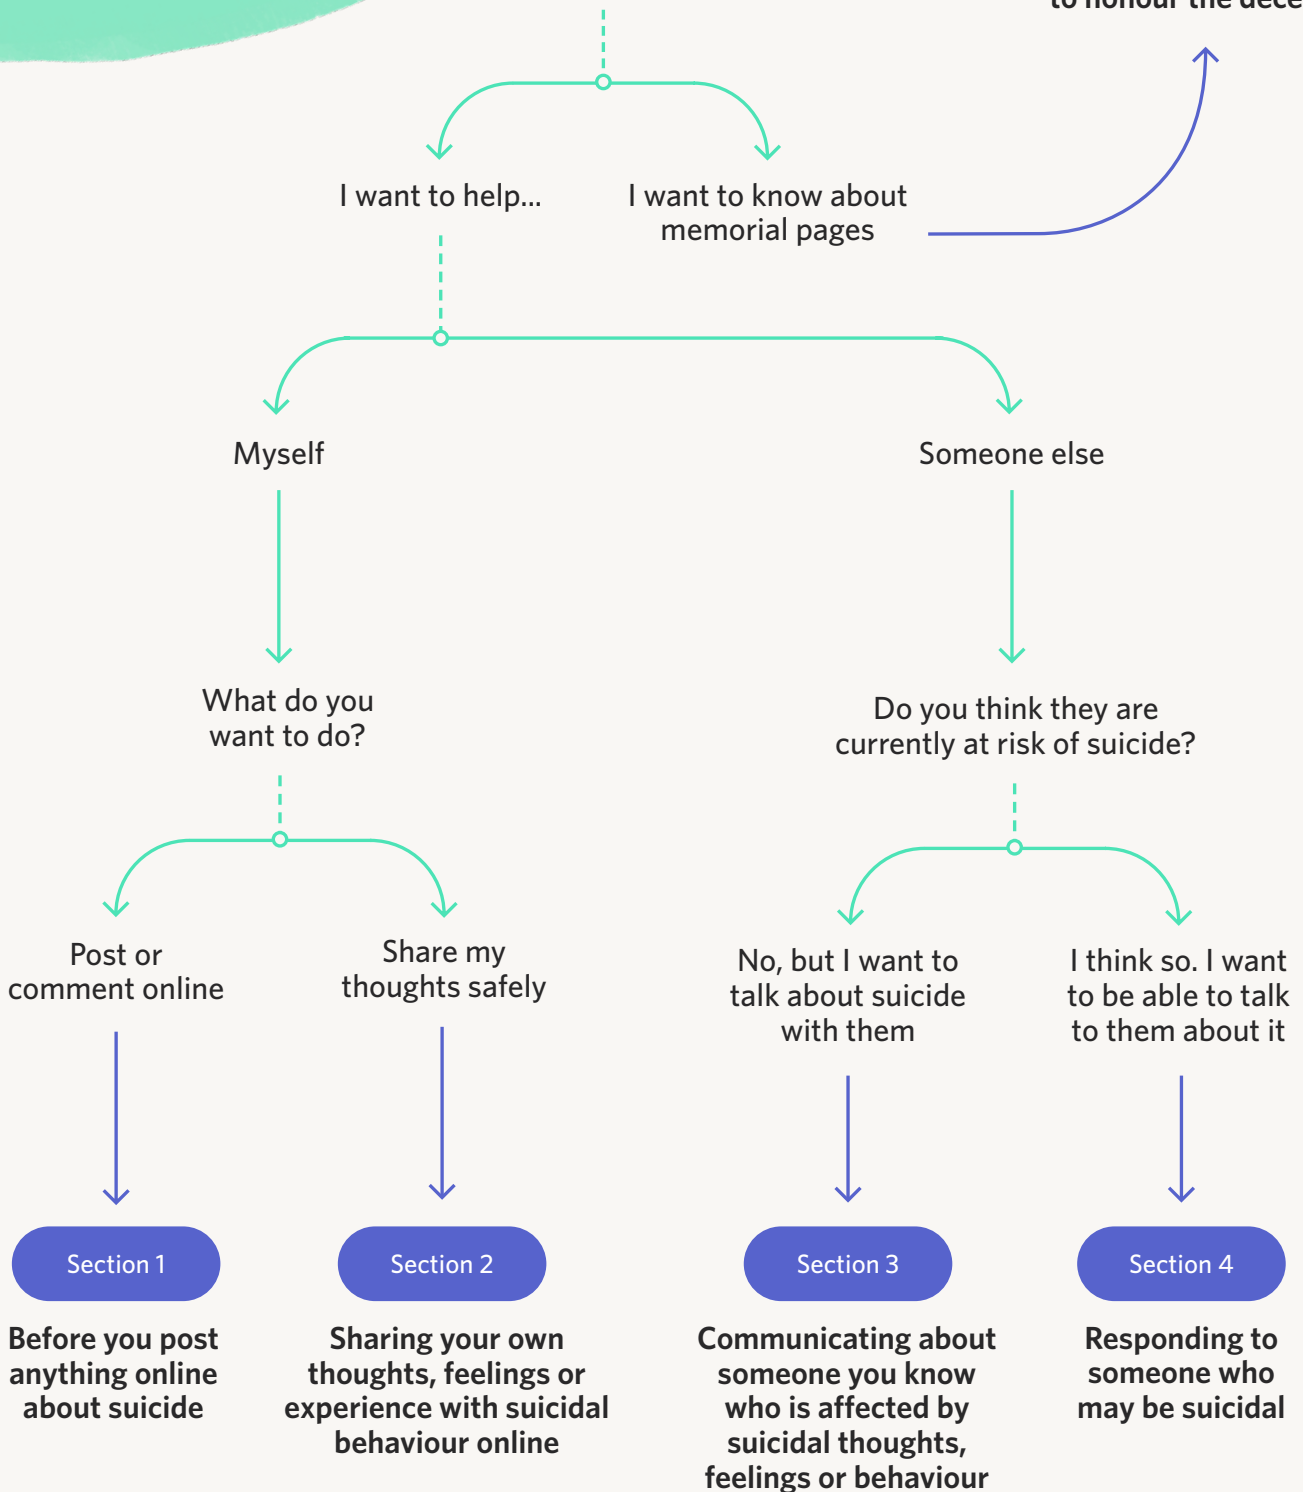 to honour the
I want to help...
I want to know about
memorial pages
Myself
Someone else
What do you
want to do?
Do you think they are
currently at risk of suicide?
Post or
comment online
Share my
thoughts safely
No, but I want to
talk about suicide
with them
I think so. I want
to be able to talk
to them about it
Section 1
Section 2
Section 3
Section 4
Before you post
anything online
about suicide
Sharing your own
thoughts, feelings or
experience with suicidal
behaviour online
Communicating about
someone you know
who is affected by
suicidal thoughts,
feelings or behaviour
Responding to
someone who
may be suicidal